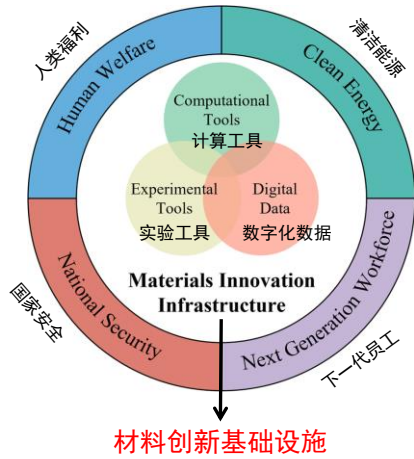 人类福利
Human Welfare
清洁能源
Clean Energy
Computational
Tools
计算工具
Experimental
Tools
实验工具
Digital
Data
数字化数据
Materials Innovation
Infrastructure
国家安全
National Security
Next Generation Workforce
下一代员工
材料创新基础设施